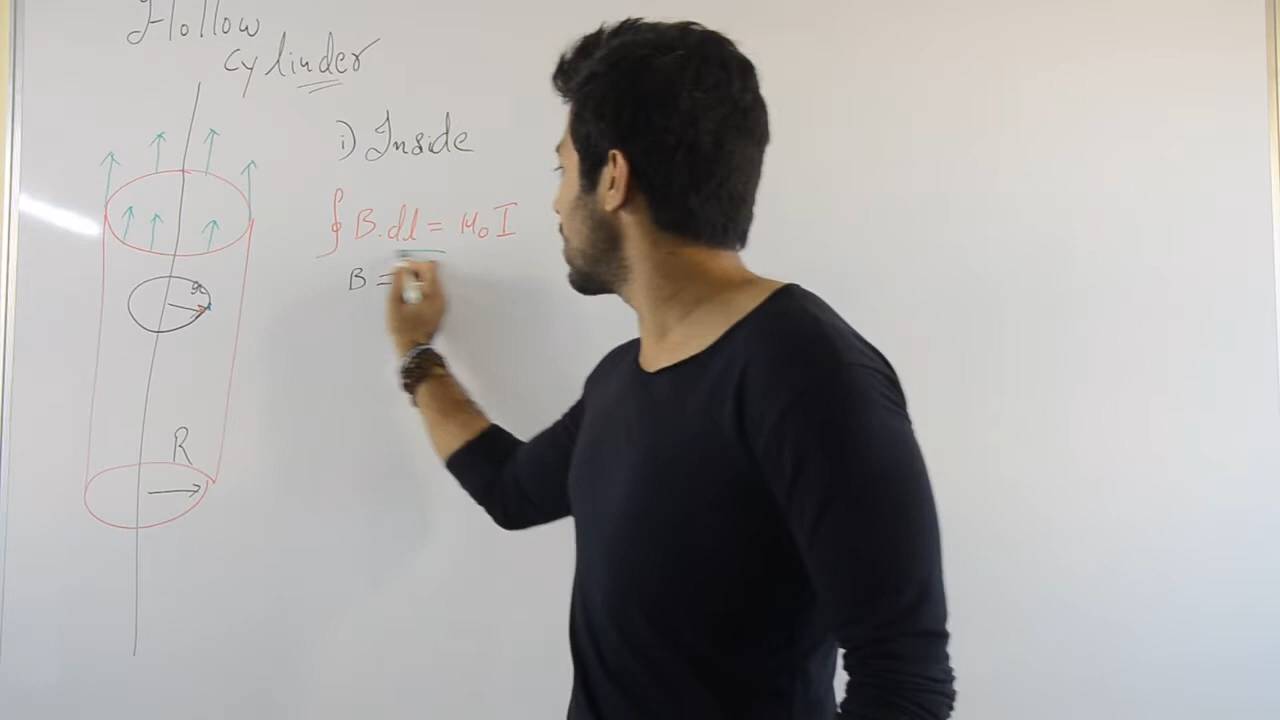 Hollow
cylinder
i) Inside
∮ B.dl = μ₀I
B =
r
R